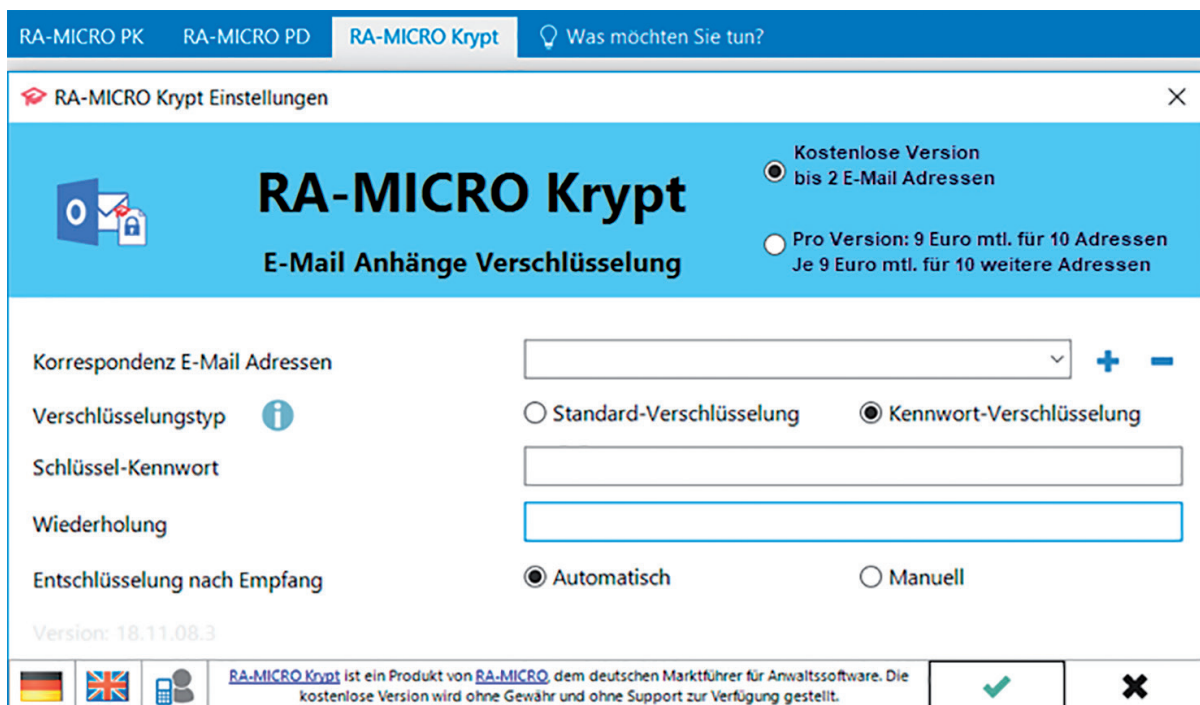 RA-MICRO PK RA-MICRO PD RA-MICRO Krypt Was möchten Sie tun?
RA-MICRO Krypt Einstellungen
RA-MICRO Krypt
E-Mail Anhänge Verschlüsselung
Kostenlose Version
bis 2 E-Mail Adressen
Pro Version: 9 Euro mtl. für 10 Adressen
Je 9 Euro mtl. für 10 weitere Adressen
Korrespondenz E-Mail Adressen
Verschlüsselungstyp Standard-Verschlüsselung Kennwort-Verschlüsselung
Schlüssel-Kennwort
Wiederholung
Entschlüsselung nach Empfang Automatisch Manuell
Version: 18.11.08.3
RA-MICRO Krypt ist ein Produkt von RA-MICRO, dem deutschen Marktführer für Anwaltssoftware. Die
kostenlose Version wird ohne Gewähr und ohne Support zur Verfügung gestellt.